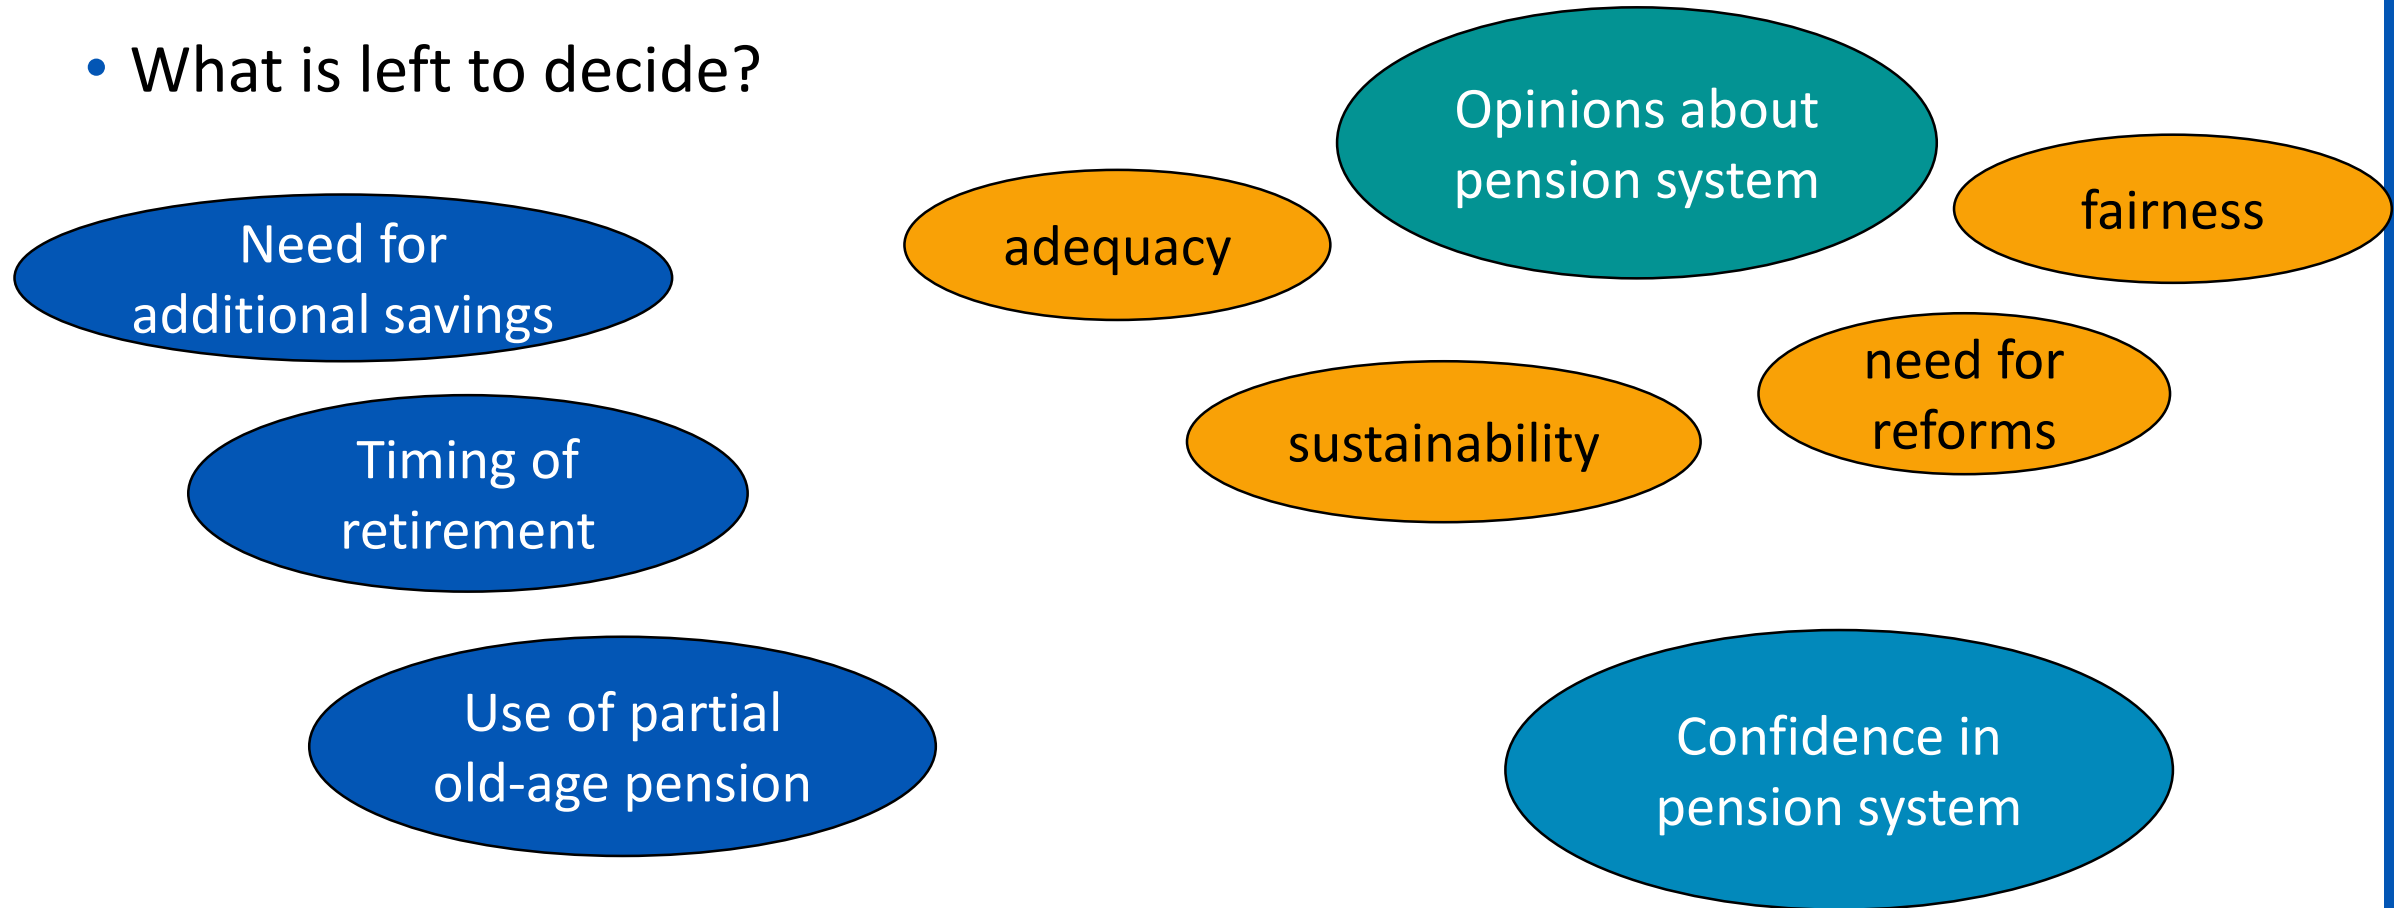 • What is left to decide?
Need for
additional savings
Timing of
retirement
Use of partial
old-age pension
Opinions about
pension system
adequacy
fairness
sustainability
need for
reforms
Confidence in
pension system